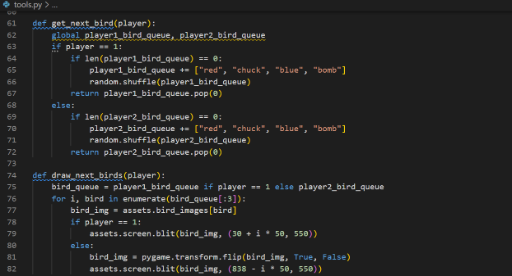 tools.py > ...
61 def get_next_bird(player):
62     global player1_bird_queue, player2_bird_queue
63     if player == 1:
64         if len(player1_bird_queue) == 0:
65             player1_bird_queue += ["red", "chuck", "blue", "bomb"]
66             random.shuffle(player1_bird_queue)
67         return player1_bird_queue.pop(0)
68     else:
69         if len(player2_bird_queue) == 0:
70             player2_bird_queue += ["red", "chuck", "blue", "bomb"]
71             random.shuffle(player2_bird_queue)
72         return player2_bird_queue.pop(0)
73
74 def draw_next_birds(player):
75     bird_queue = player1_bird_queue if player == 1 else player2_bird_queue
76     for i, bird in enumerate(bird_queue[:3]):
77         bird_img = assets.bird_images[bird]
78         if player == 1:
79             assets.screen.blit(bird_img, (30 + i * 50, 550))
80         else:
81             bird_img = pygame.transform.flip(bird_img, True, False)
82             assets.screen.blit(bird_img, (838 - i * 50, 550))